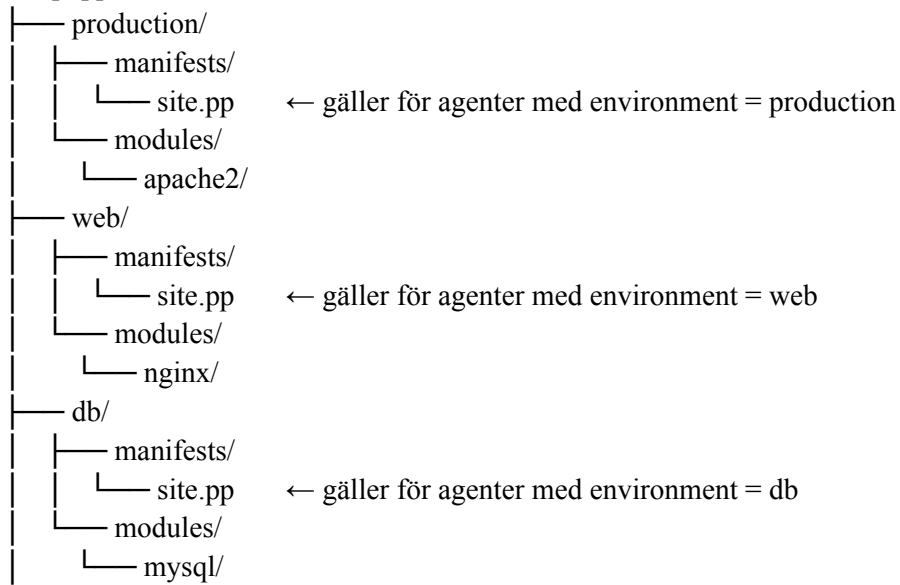 production/
manifests/
site.pp ← gäller för agenter med environment = production
modules/
apache2/
web/
manifests/
site.pp ← gäller för agenter med environment = web
modules/
nginx/
db/
manifests/
site.pp ← gäller för agenter med environment = db
modules/
mysql/